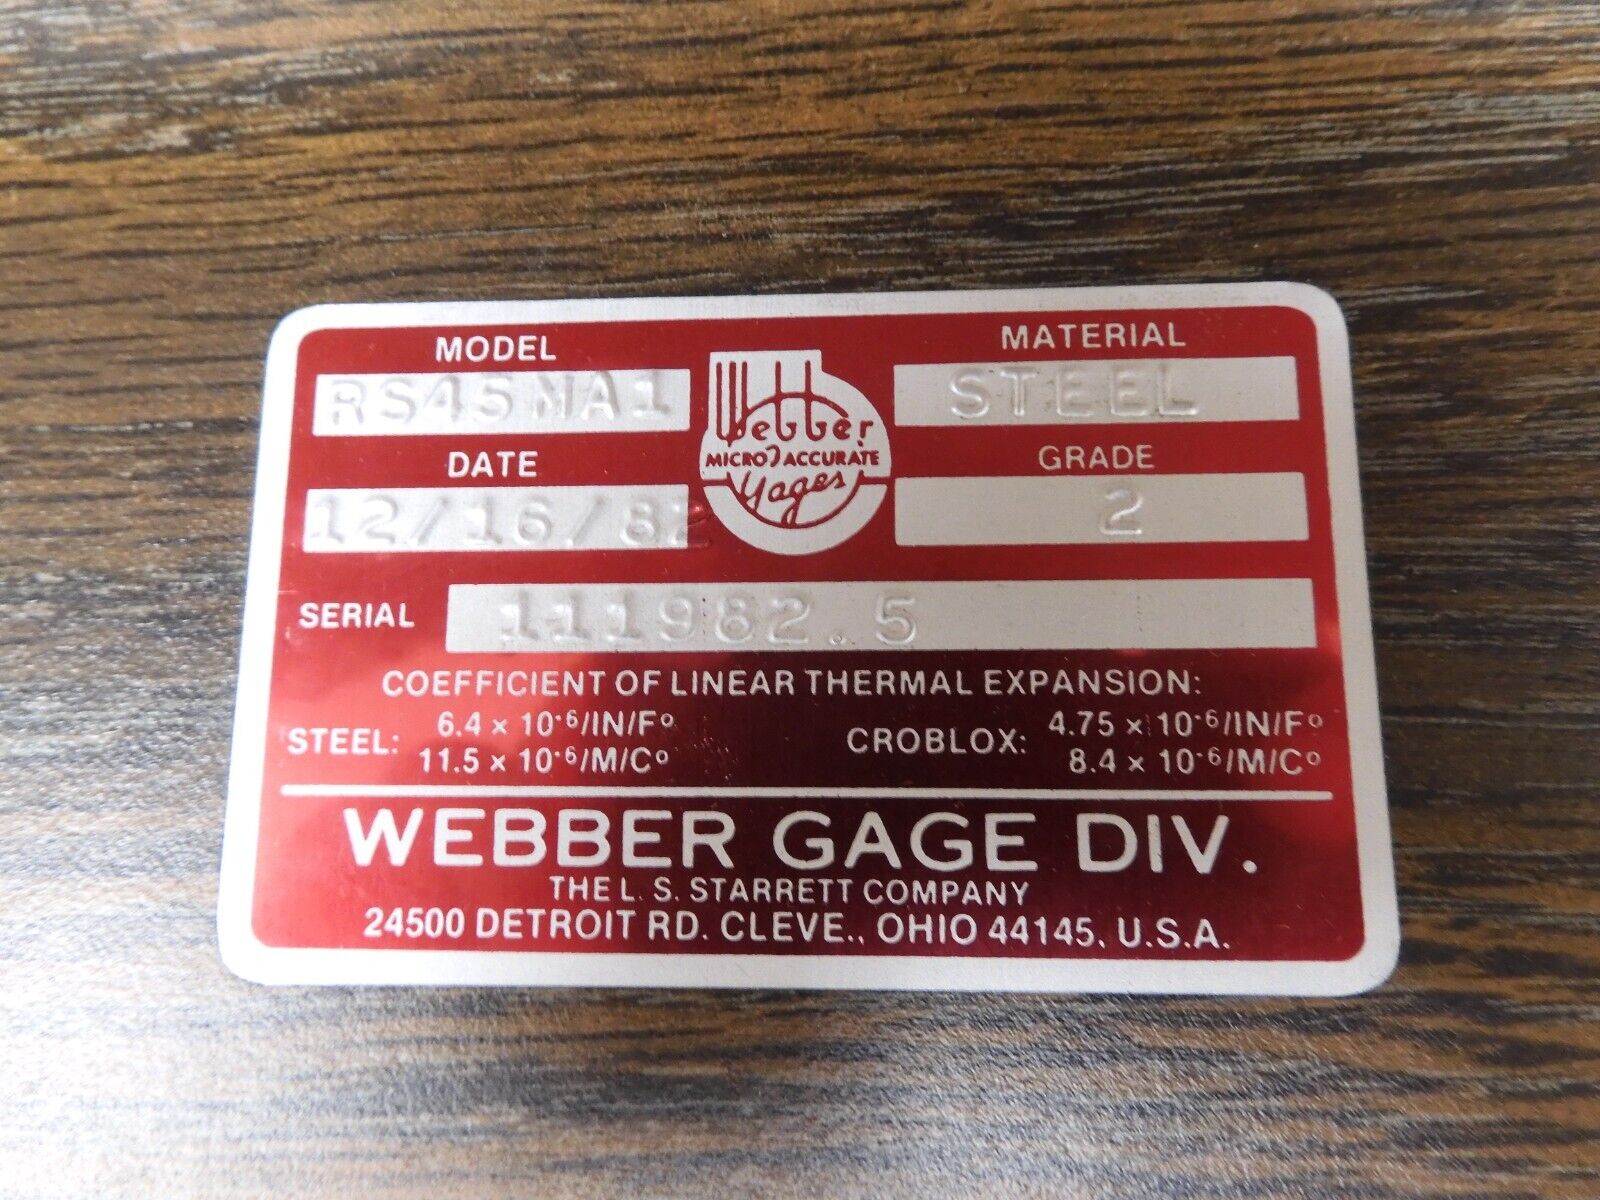 MODEL
RS45MA1
DATE
12/16/82
Webber
MICRO ACCURATE
Gages
MATERIAL
STEEL
GRADE
2
SERIAL 111982.5
COEFFICIENT OF LINEAR THERMAL EXPANSION:
STEEL: 6.4 × 10-6/IN/F°
11.5 × 10-6/M/C°
CROBLOX: 4.75 × 10-6/IN/F°
8.4 × 10-6/M/C°
WEBBER GAGE DIV.
THE L. S. STARRETT COMPANY
24500 DETROIT RD. CLEVE., OHIO 44145, U.S.A.